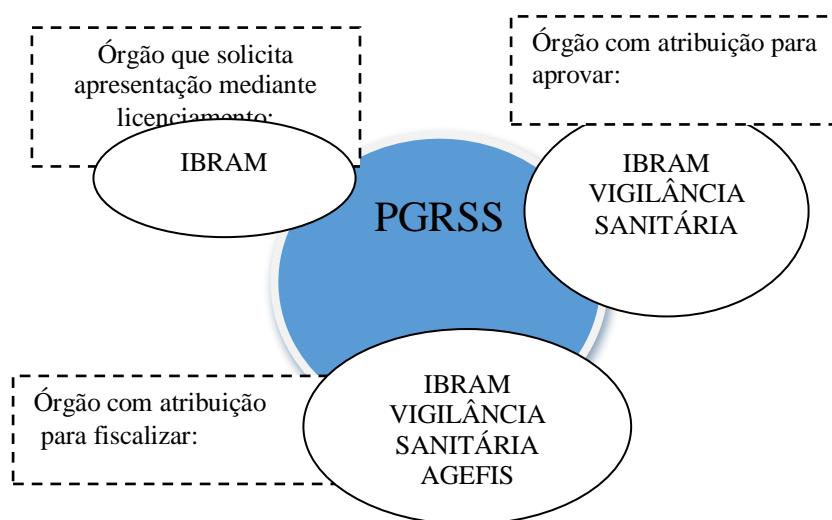 Órgão que solicita
apresentação mediante
licenciamento:
IBRAM
Órgão com atribuição para
aprovar:
IBRAM
VIGILÂNCIA
SANITÁRIA
PGRSS
Órgão com atribuição
para fiscalizar:
IBRAM
VIGILÂNCIA
SANITÁRIA
AGEFIS